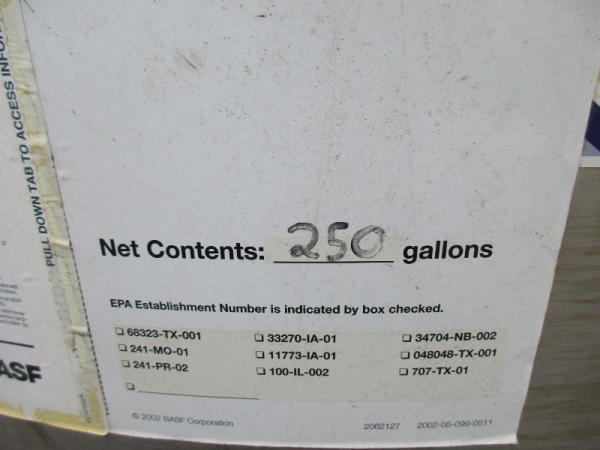 PULL DOWN TAB TO ACCESS
BASF
Net Contents: 250 gallons
EPA Establishment Number is indicated by box checked.
☐ 68323-TX-001 ☐ 33270-IA-01 ☐ 34704-NB-002
☐ 241-MO-01 ☐ 11773-IA-01 ☐ 048048-TX-001
☐ 241-PR-02 ☐ 100-IL-002 ☐ 707-TX-01
☐
© 2002 BASF Corporation 2062127 2002-05-099-0511